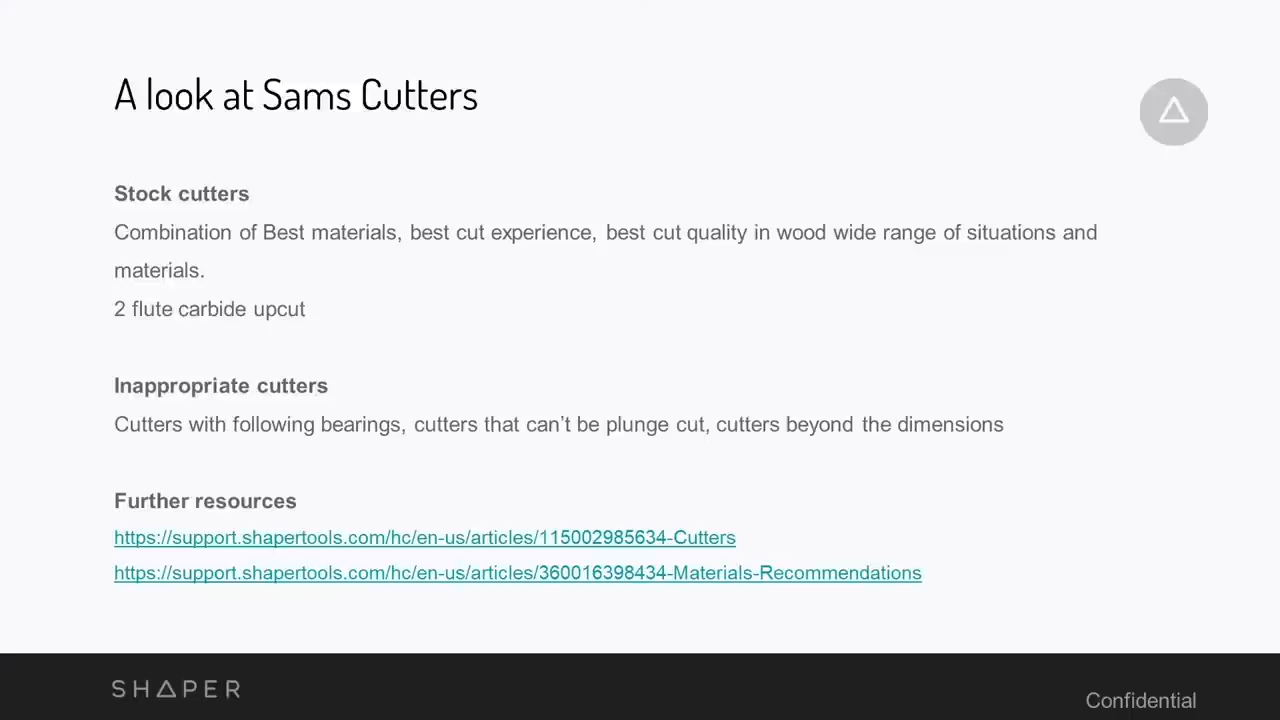 A look at Sams Cutters
Stock cutters
Combination of Best materials, best cut experience, best cut quality in wood wide range of situations and
materials.
2 flute carbide upcut
Inappropriate cutters
Cutters with following bearings, cutters that can’t be plunge cut, cutters beyond the dimensions
Further resources
https://support.shapertools.com/hc/en-us/articles/115002985634-Cutters
https://support.shapertools.com/hc/en-us/articles/360016398434-Materials-Recommendations
SHAPER
Confidential